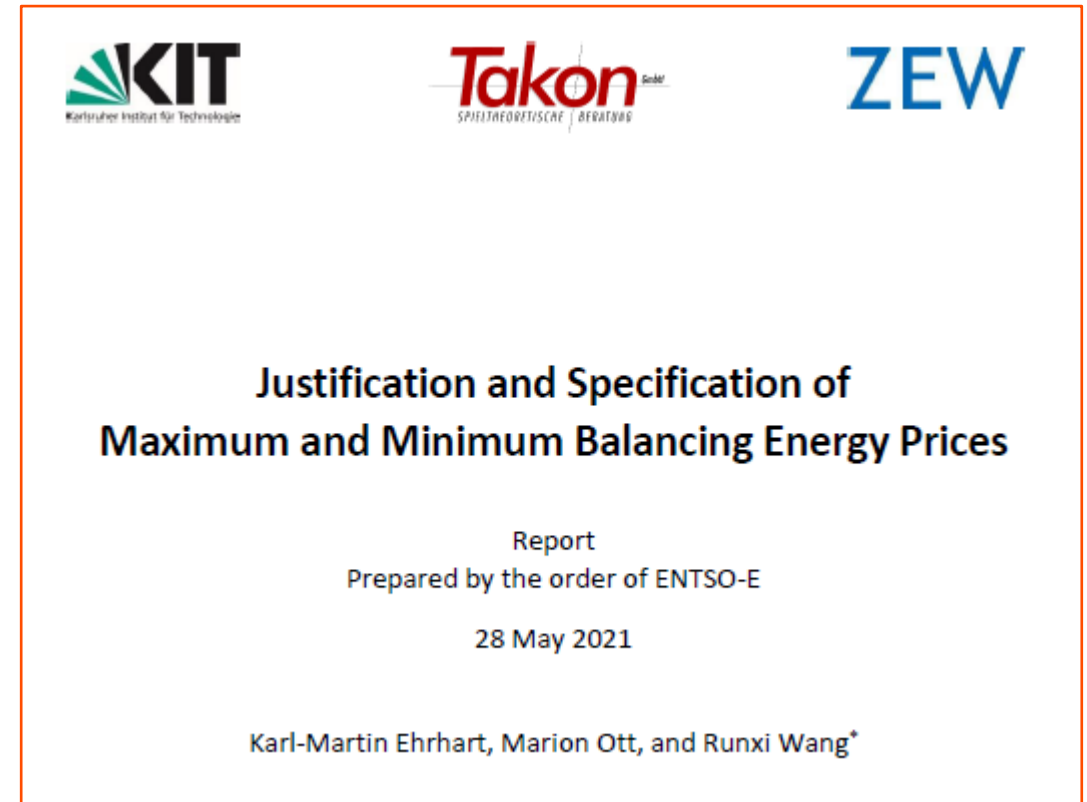 KIT
Karlsruher Institut für Technologie
Takon GmbH
SPIELTHEORETISCHE BERATUNG
ZEW
Justification and Specification of
Maximum and Minimum Balancing Energy Prices
Report
Prepared by the order of ENTSO-E
28 May 2021
Karl-Martin Ehrhart, Marion Ott, and Runxi Wang*